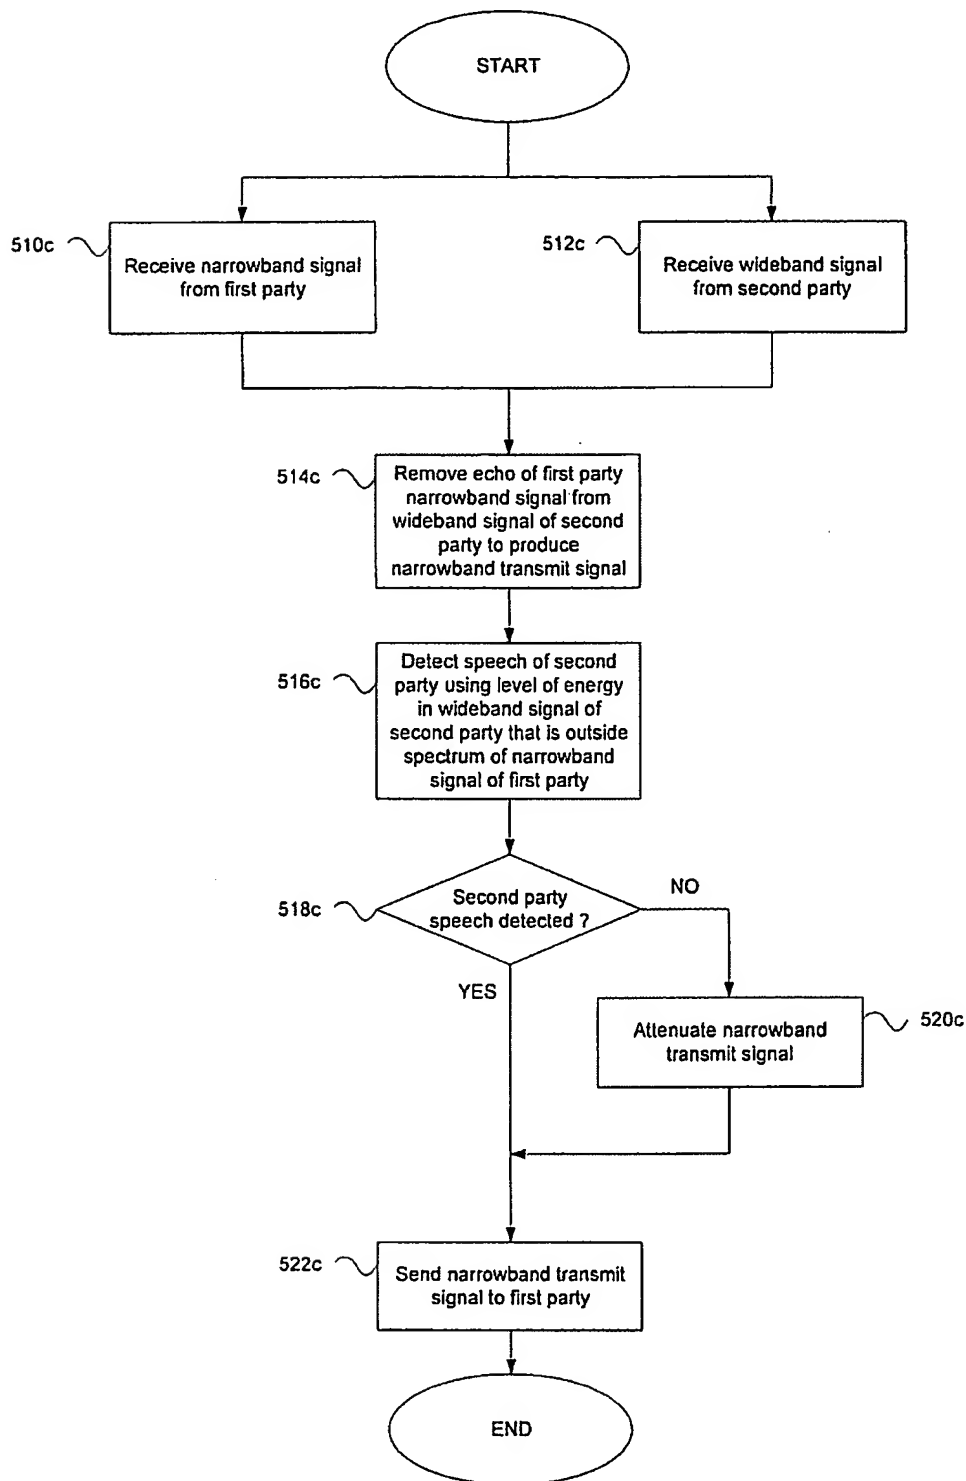 START
510c
Receive narrowband signal
from first party
512c
Receive wideband signal
from second party
514c
Remove echo of first party
narrowband signal from
wideband signal of second
party to produce
narrowband transmit signal
516c
Detect speech of second
party using level of energy
in wideband signal of
second party that is outside
spectrum of narrowband
signal of first party
518c
Second party
speech detected ?
NO
YES
Attenuate narrowband
transmit signal
520c
522c
Send narrowband transmit
signal to first party
END